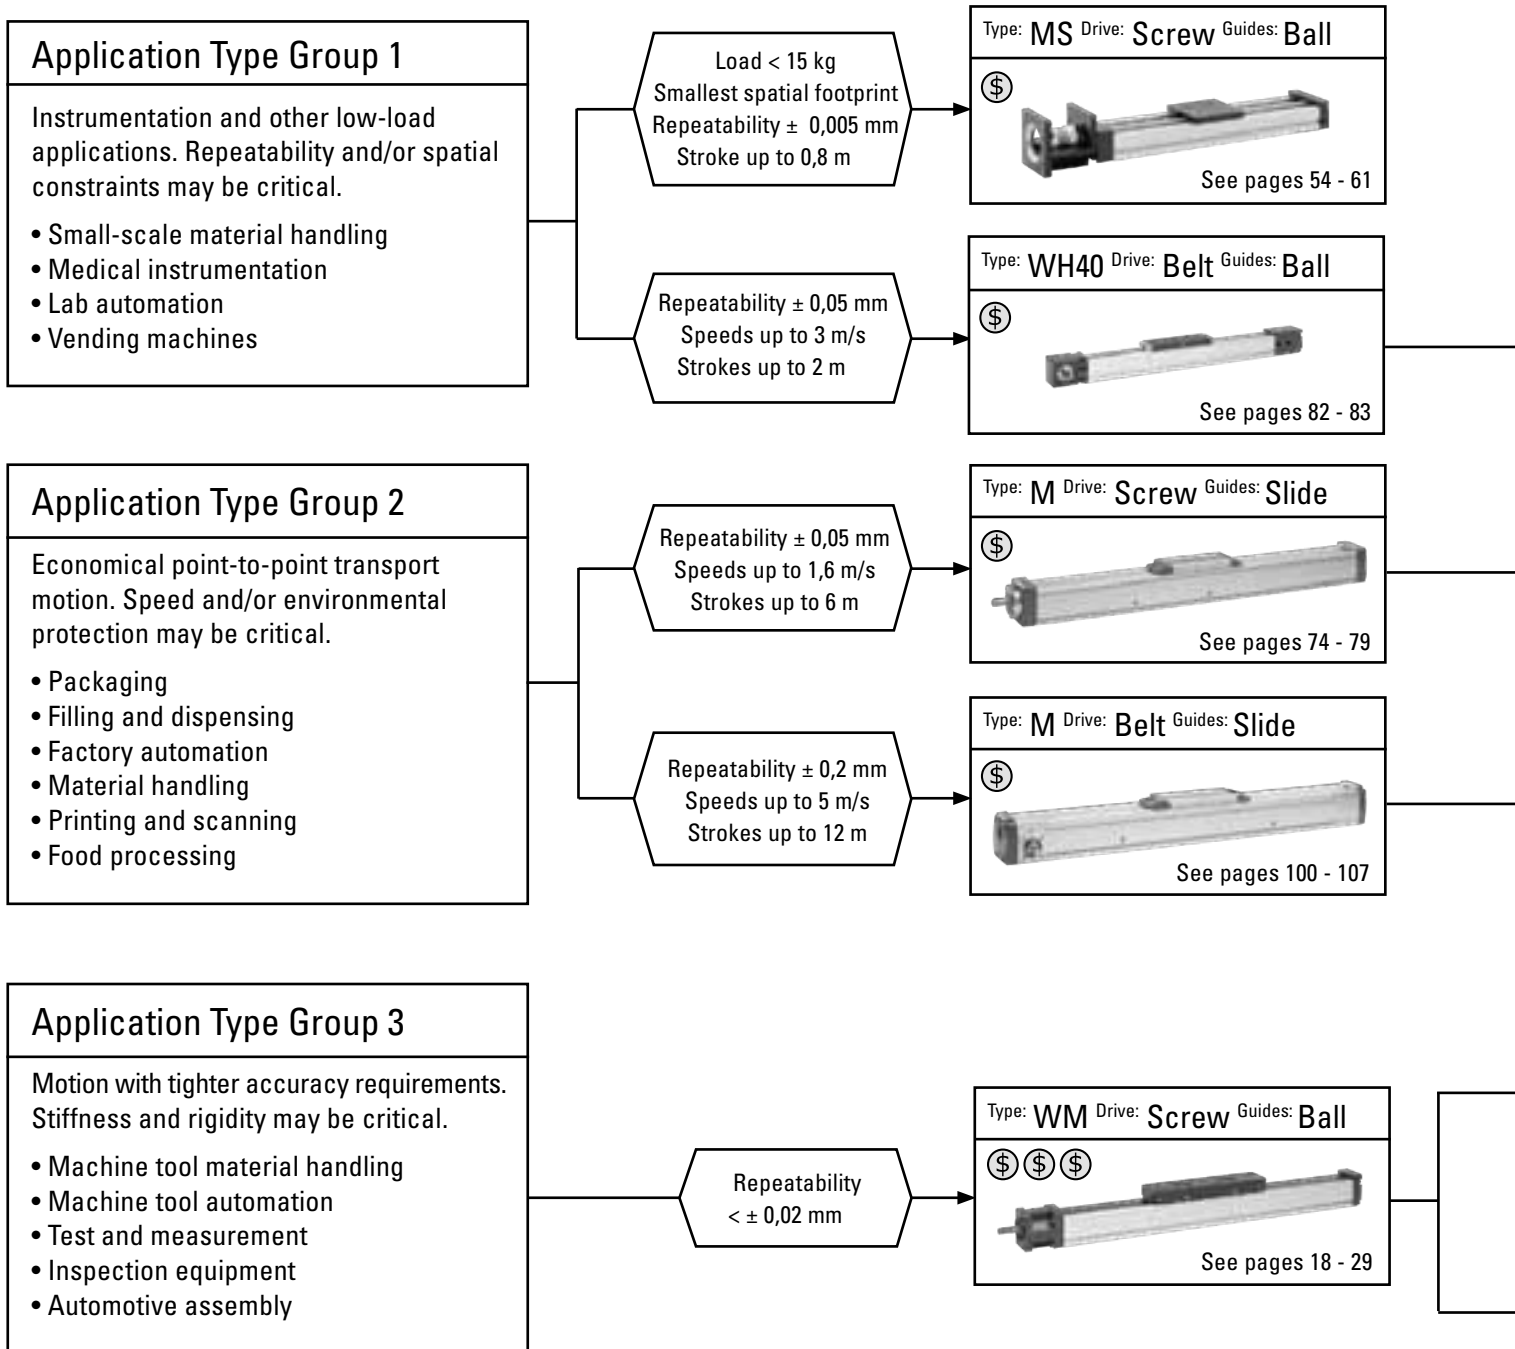 Application Type Group 1
Instrumentation and other low-load
applications. Repeatability and/or spatial
constraints may be critical.
• Small-scale material handling
• Medical instrumentation
• Lab automation
• Vending machines
Load < 15 kg
Smallest spatial footprint
Repeatability ± 0,005 mm
Stroke up to 0,8 m
Type: MS Drive: Screw Guides: Ball
$
See pages 54 - 61
Repeatability ± 0,05 mm
Speeds up to 3 m/s
Strokes up to 2 m
Type: WH40 Drive: Belt Guides: Ball
$
See pages 82 - 83
Application Type Group 2
Economical point-to-point transport
motion. Speed and/or environmental
protection may be critical.
• Packaging
• Filling and dispensing
• Factory automation
• Material handling
• Printing and scanning
• Food processing
Repeatability ± 0,05 mm
Speeds up to 1,6 m/s
Strokes up to 6 m
Type: M Drive: Screw Guides: Slide
$
See pages 74 - 79
Repeatability ± 0,2 mm
Speeds up to 5 m/s
Strokes up to 12 m
Type: M Drive: Belt Guides: Slide
$
See pages 100 - 107
Application Type Group 3
Motion with tighter accuracy requirements.
Stiffness and rigidity may be critical.
• Machine tool material handling
• Machine tool automation
• Test and measurement
• Inspection equipment
• Automotive assembly
Repeatability
< ± 0,02 mm
Type: WM Drive: Screw Guides: Ball
$ $ $
See pages 18 - 29